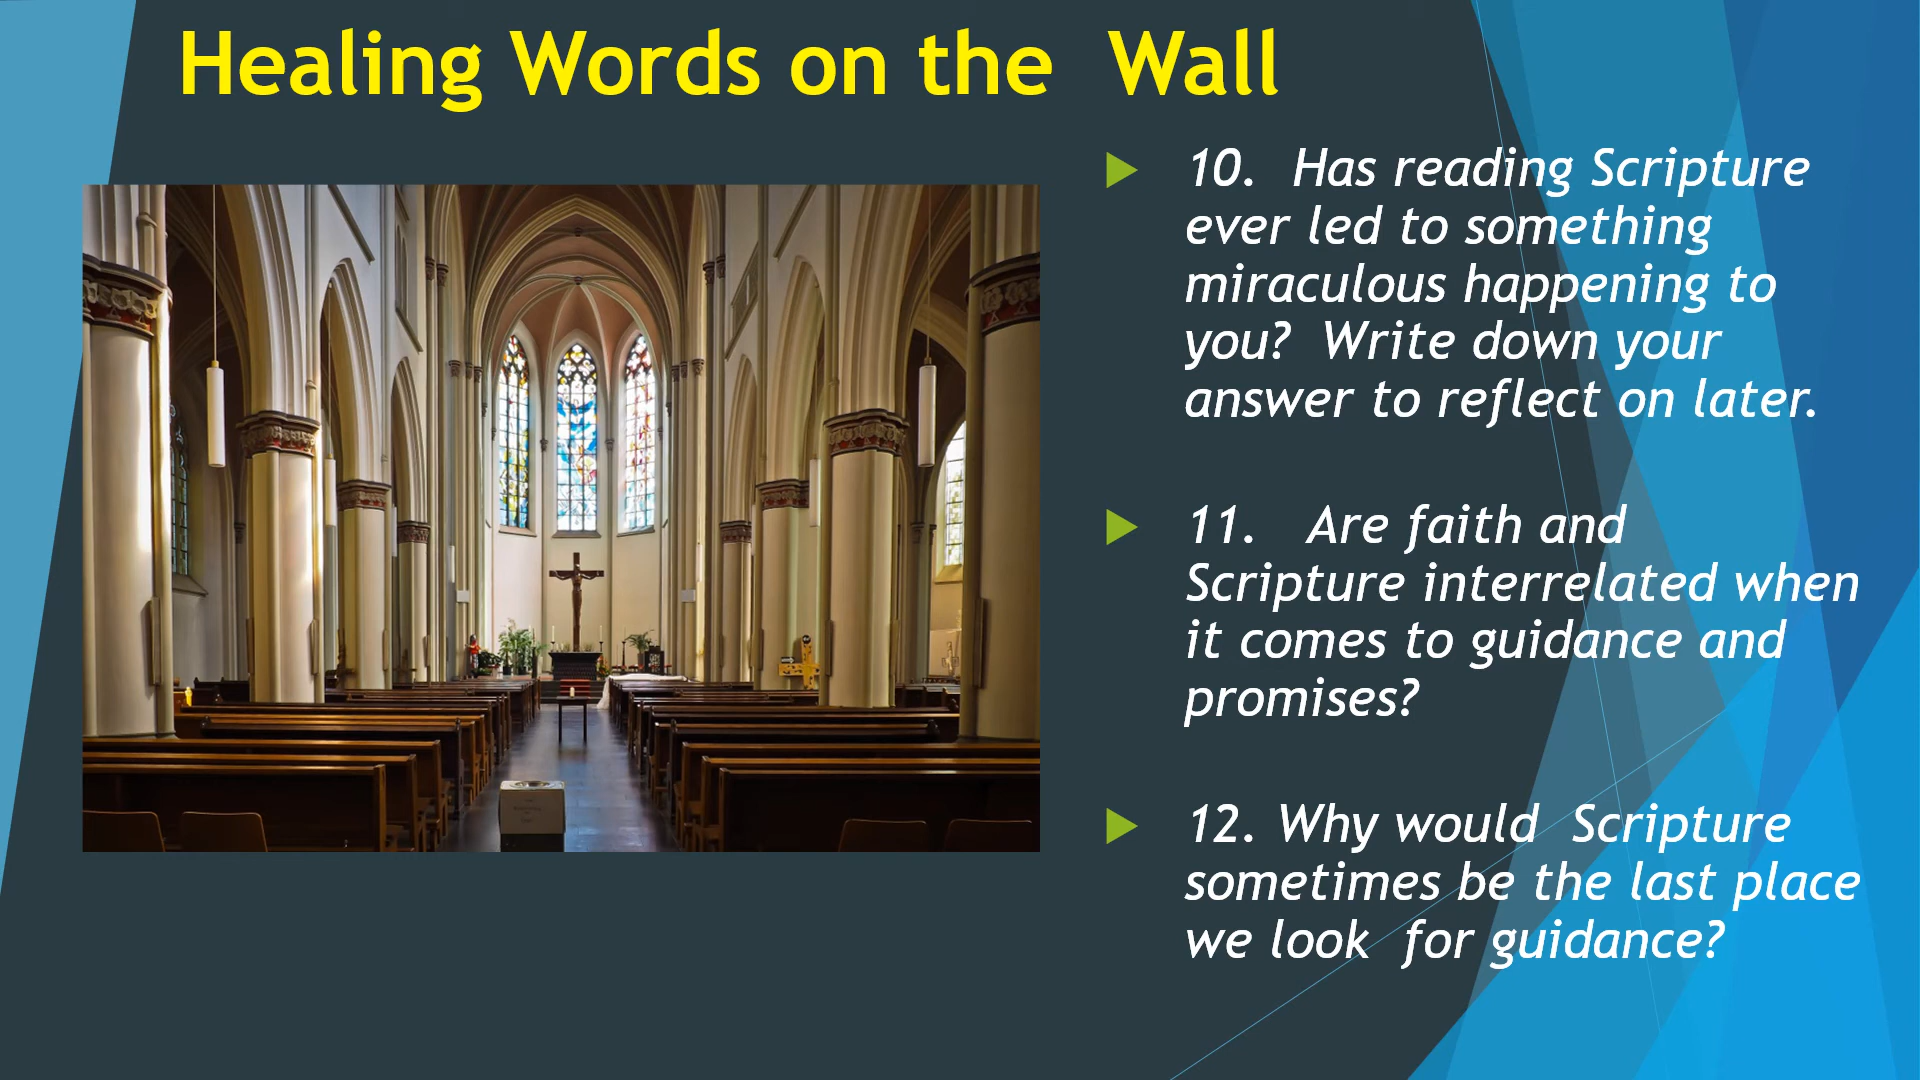 Healing Words on the  Wall
10.  Has reading Scripture
ever led to something
miraculous happening to
you?  Write down your
answer to reflect on later.
11.   Are faith and
Scripture interrelated when
it comes to guidance and
promises?
12. Why would  Scripture
sometimes be the last place
we look  for guidance?